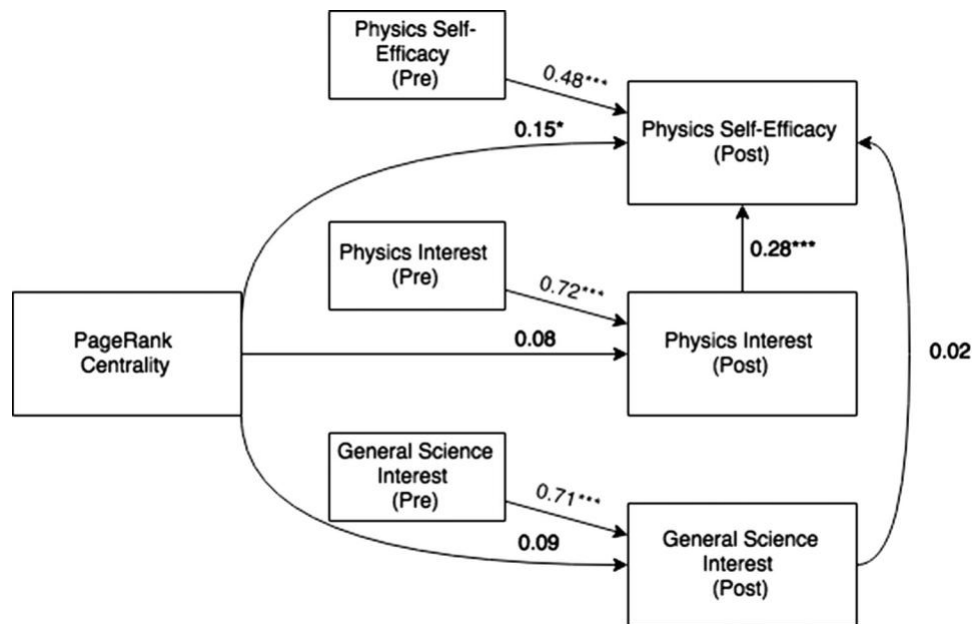 Physics Self-
Efficacy
(Pre)
0.48***
Physics Self-Efficacy
(Post)
0.15*
Physics Interest
(Pre)
0.28***
0.72***
PageRank
Centrality
0.08
Physics Interest
(Post)
0.02
General Science
Interest
(Pre)
0.71***
0.09
General Science
Interest
(Post)